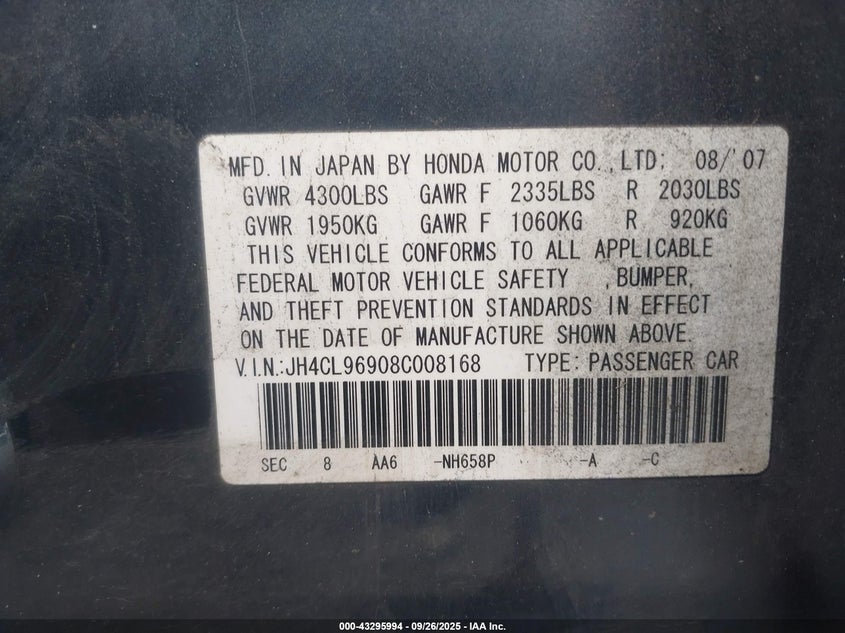 MFD. IN JAPAN BY HONDA MOTOR CO., LTD; 08/'07
GVWR 4300LBS GAWR F 2335LBS R 2030LBS
GVWR 1950KG GAWR F 1060KG R 920KG
THIS VEHICLE CONFORMS TO ALL APPLICABLE
FEDERAL MOTOR VEHICLE SAFETY , BUMPER,
AND THEFT PREVENTION STANDARDS IN EFFECT
ON THE DATE OF MANUFACTURE SHOWN ABOVE.
V.I.N.:JH4CL96908C008168 TYPE: PASSENGER CAR
SEC 8 AA6 -NH658P -A -C
000-43295994 - 09/26/2025 - IAA Inc.